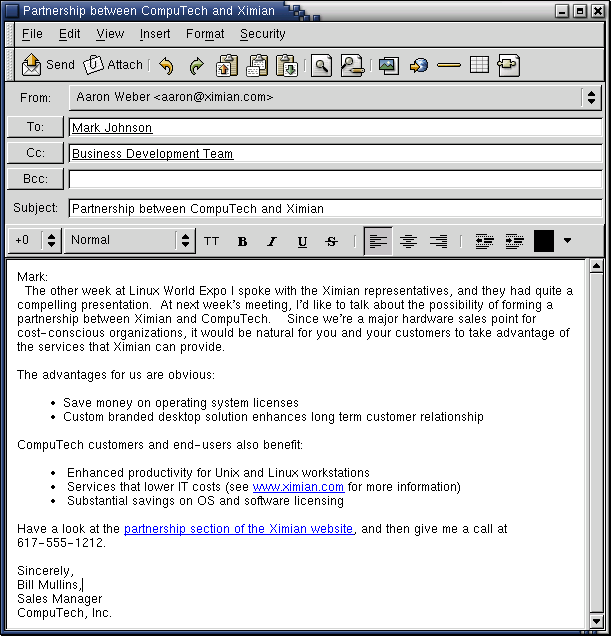 Partnership between CompuTech and Ximian
File Edit View Insert Format Security
Send Attach
From: Aaron Weber <aaron@ximian.com>
To: Mark Johnson
Cc: Business Development Team
Bcc:
Subject: Partnership between CompuTech and Ximian
+0 Normal TT B I U S
Mark:
The other week at Linux World Expo I spoke with the Ximian representatives, and they had quite a
compelling presentation. At next week's meeting, I'd like to talk about the possibility of forming a
partnership between Ximian and CompuTech. Since we're a major hardware sales point for
cost-conscious organizations, it would be natural for you and your customers to take advantage of
the services that Ximian can provide.
The advantages for us are obvious:
• Save money on operating system licenses
• Custom branded desktop solution enhances long term customer relationship
CompuTech customers and end-users also benefit:
• Enhanced productivity for Unix and Linux workstations
• Services that lower IT costs (see www.ximian.com for more information)
• Substantial savings on OS and software licensing
Have a look at the partnership section of the Ximian website, and then give me a call at
617-555-1212.
Sincerely,
Bill Mullins,
Sales Manager
CompuTech, Inc.